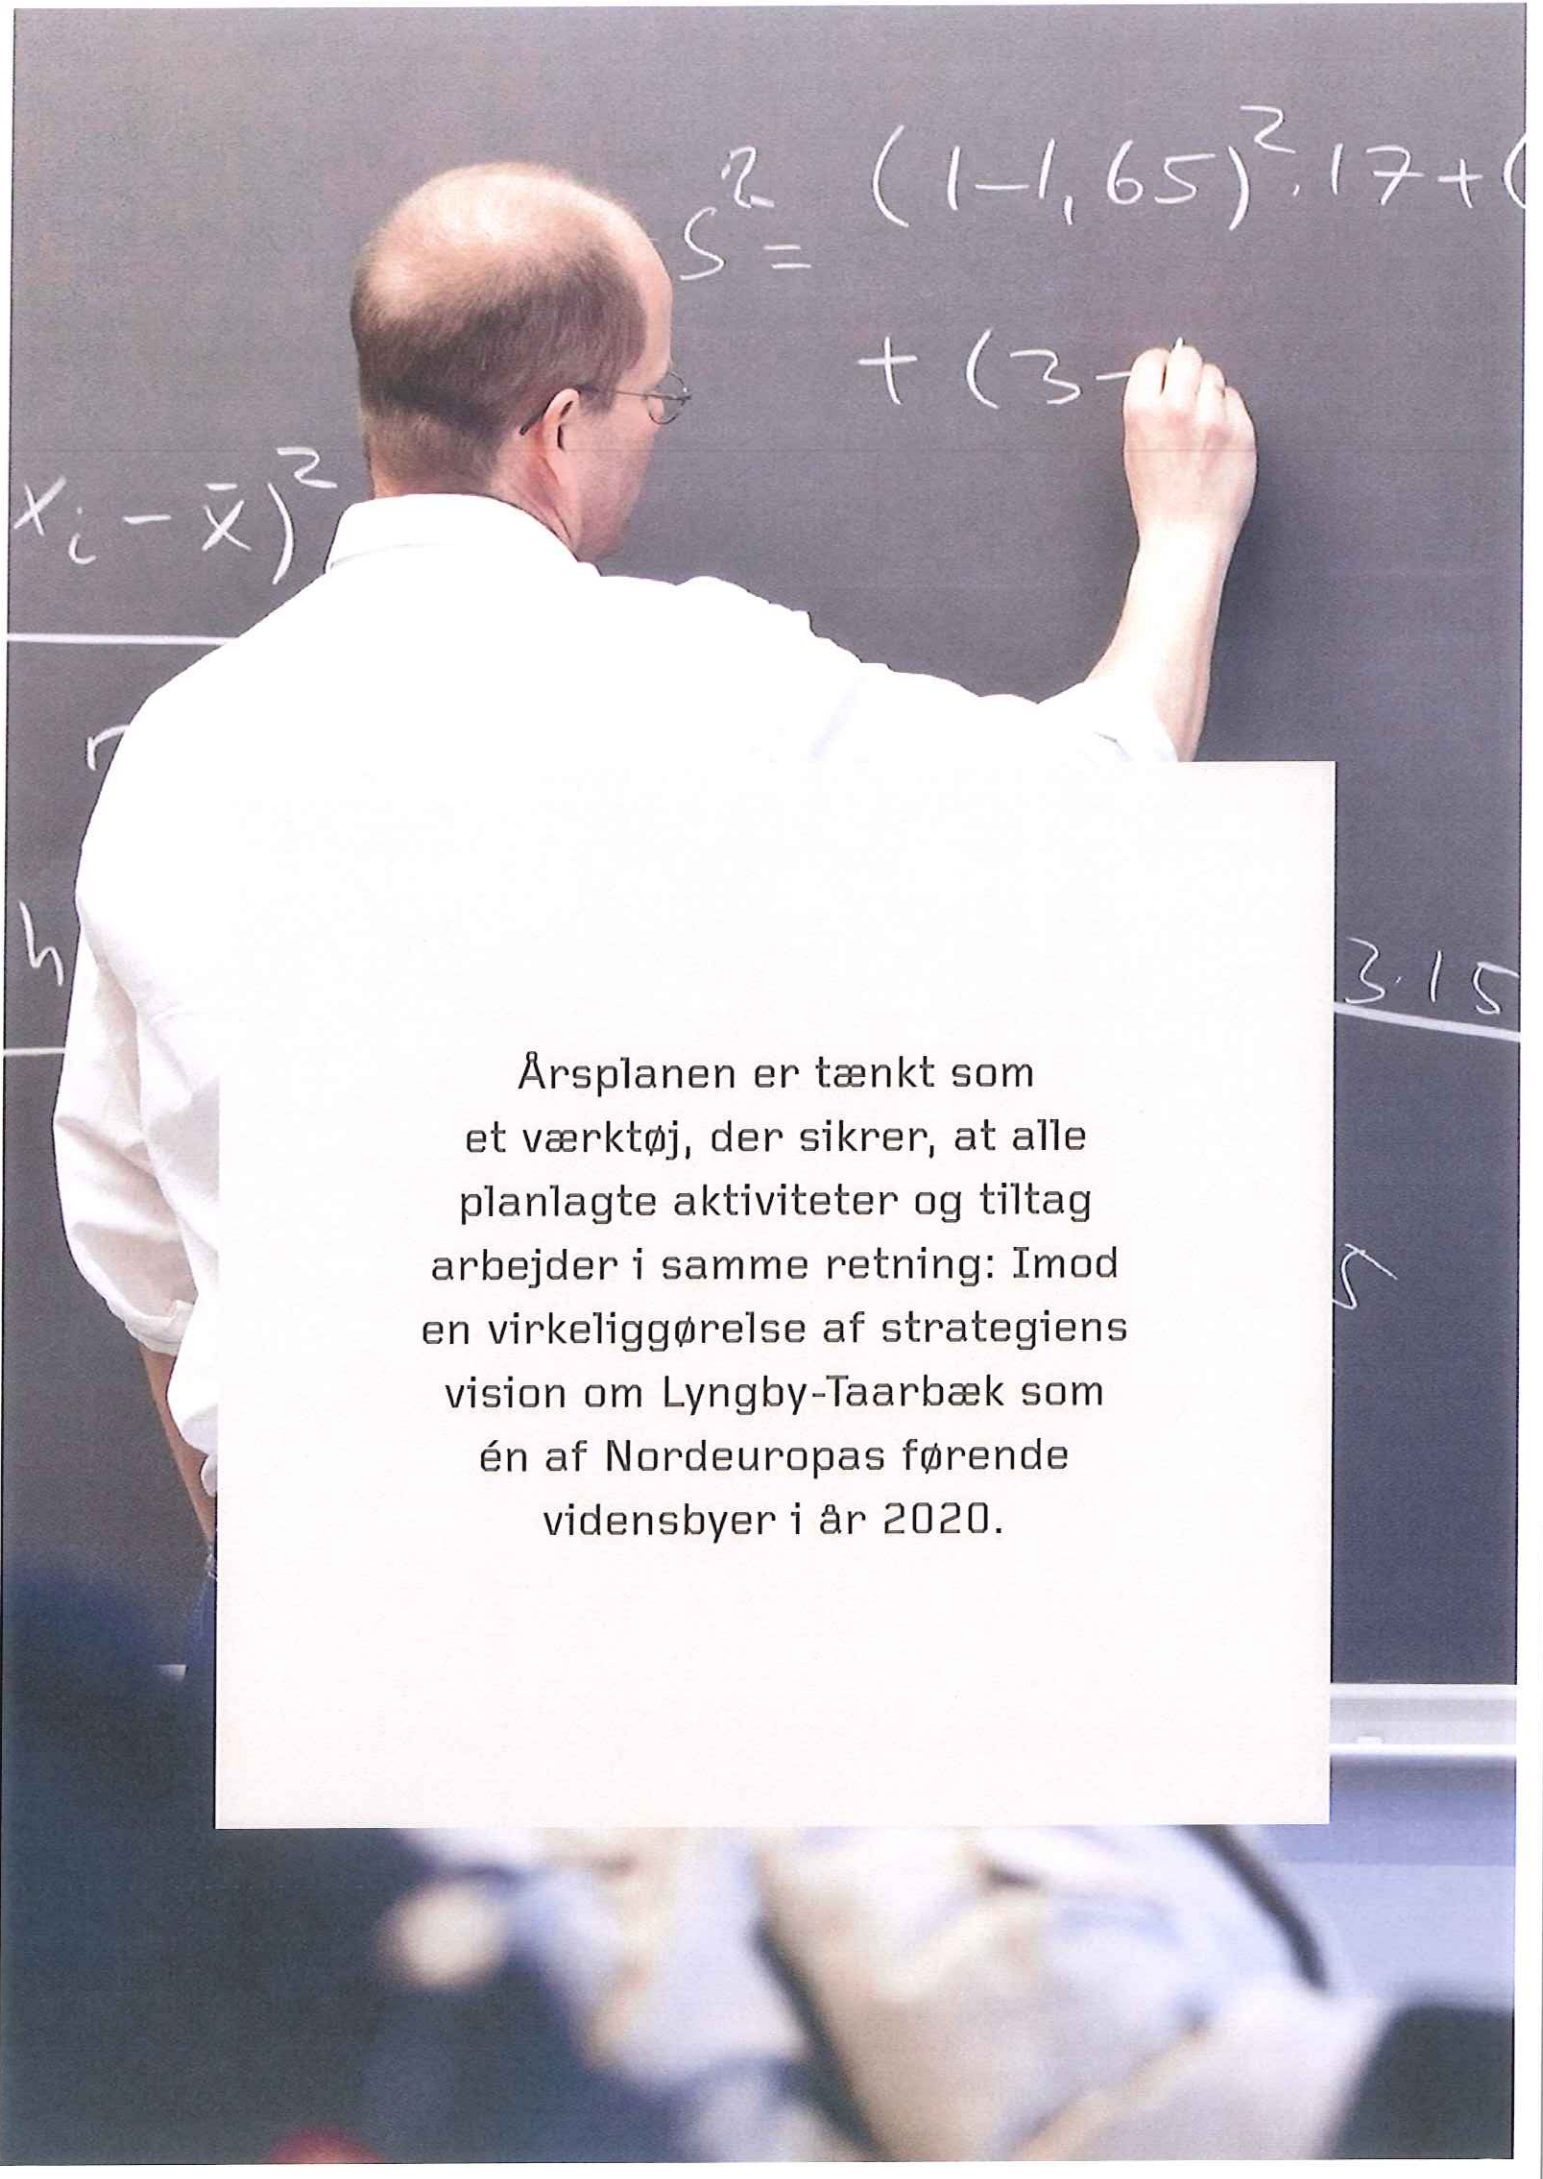 s² = (1-1,65)².17+(
+ (3-
xᵢ - x̄)²
h
3.15
5
Årsplanen er tænkt som
et værktøj, der sikrer, at alle
planlagte aktiviteter og tiltag
arbejder i samme retning: Imod
en virkeliggørelse af strategiens
vision om Lyngby-Taarbæk som
én af Nordeuropas førende
vidensbyer i år 2020.